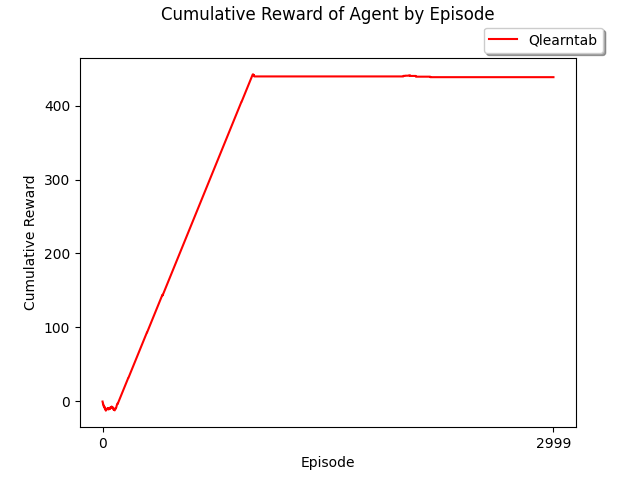 Cumulative Reward of Agent by Episode
Qlearntab
400
300
200
100
0
Cumulative Reward
0
2999
Episode